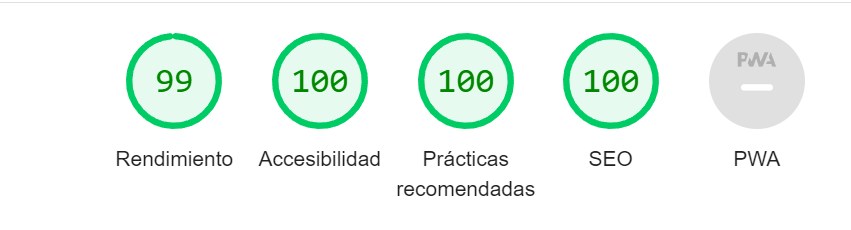 99
100
100
100
PWA
Rendimiento
Accesibilidad
Prácticas
recomendadas
SEO
PWA